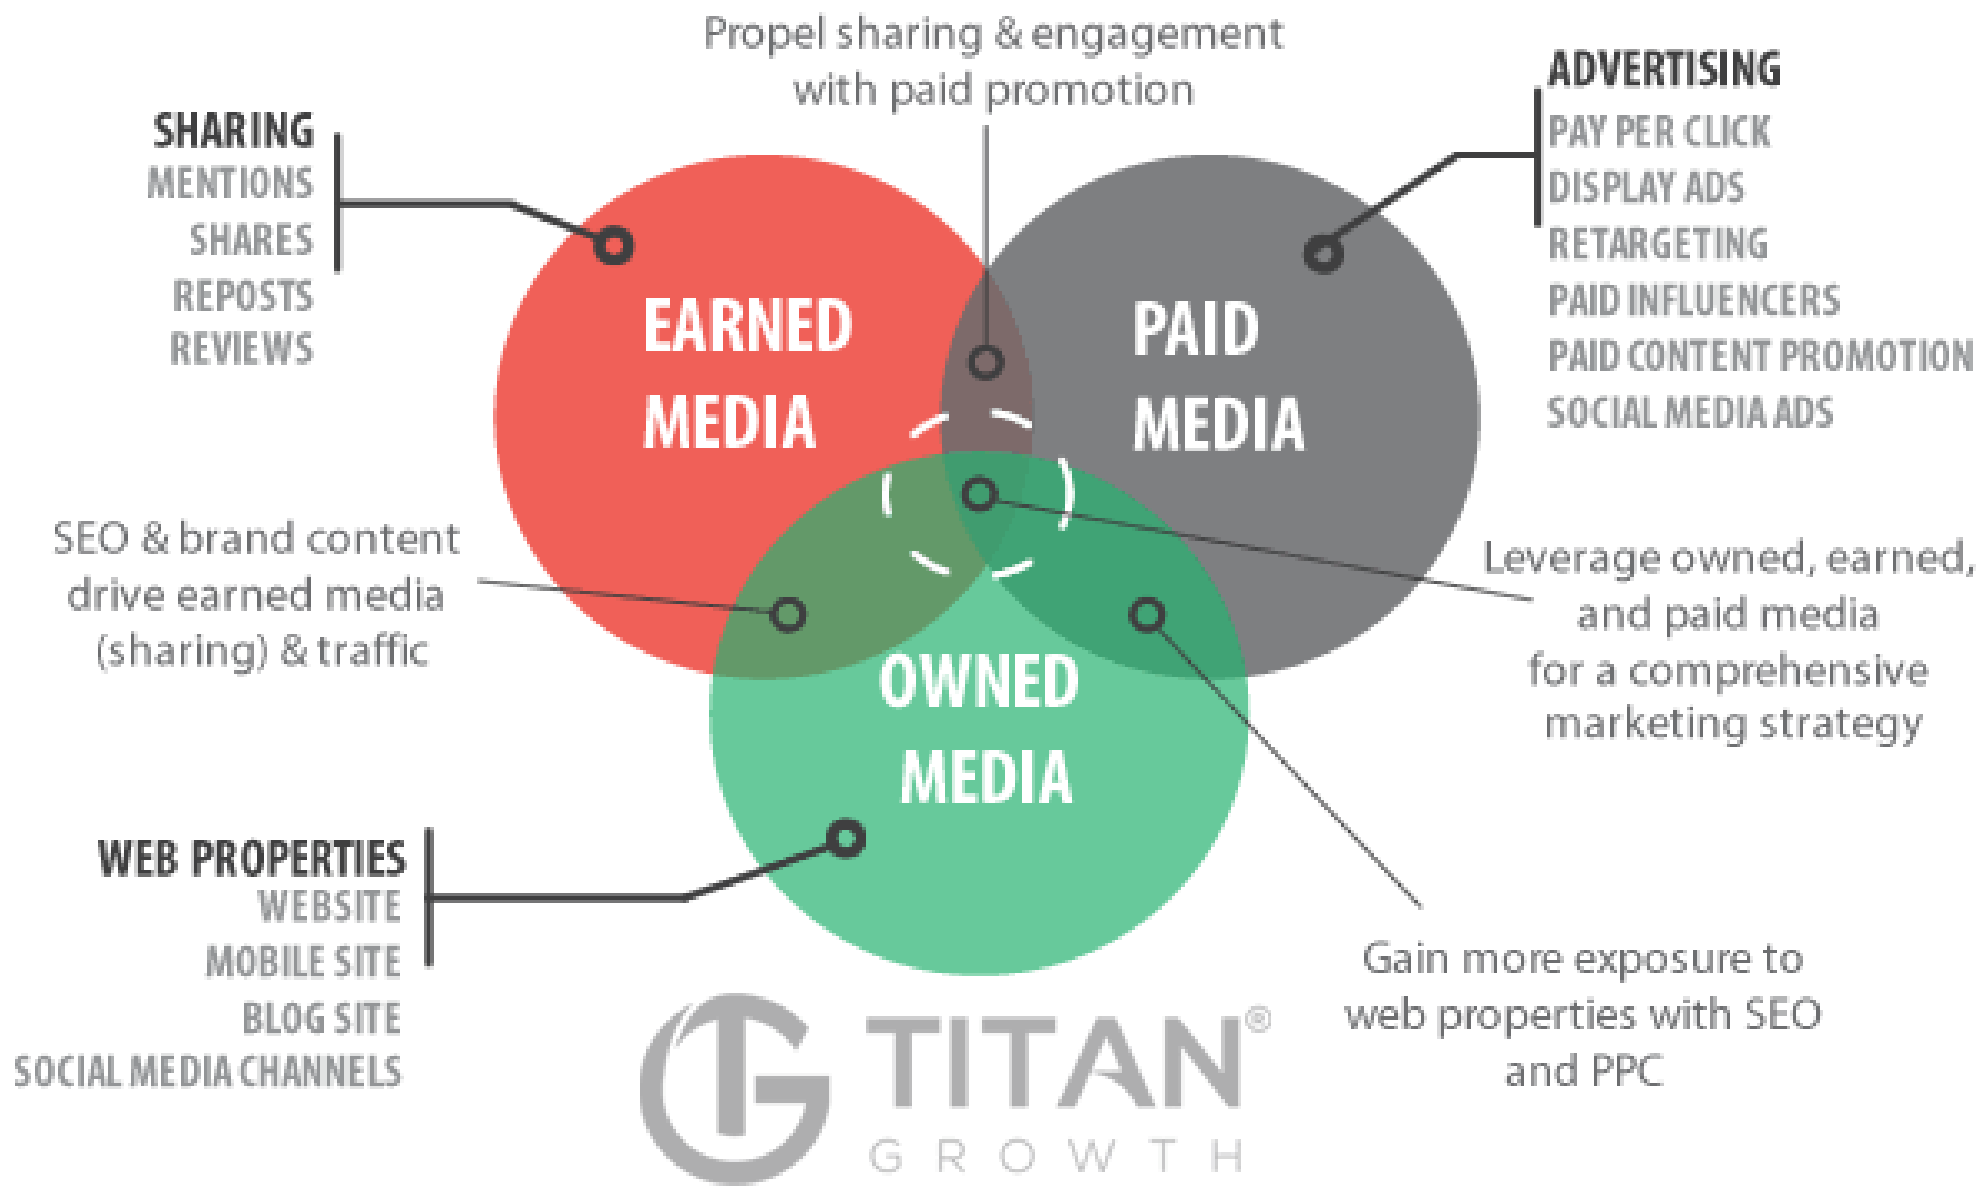 Propel sharing & engagement
with paid promotion
SHARING
MENTIONS
SHARES
REPOSTS
REVIEWS
ADVERTISING
PAY PER CLICK
DISPLAY ADS
RETARGETING
PAID INFLUENCERS
PAID CONTENT PROMOTION
SOCIAL MEDIA ADS
EARNED
MEDIA
PAID
MEDIA
SEO & brand content
drive earned media
(sharing) & traffic
Leverage owned, earned,
and paid media
for a comprehensive
marketing strategy
OWNED
MEDIA
WEB PROPERTIES
WEBSITE
MOBILE SITE
BLOG SITE
SOCIAL MEDIA CHANNELS
Gain more exposure to
web properties with SEO
and PPC
TG TITAN®
GROWTH